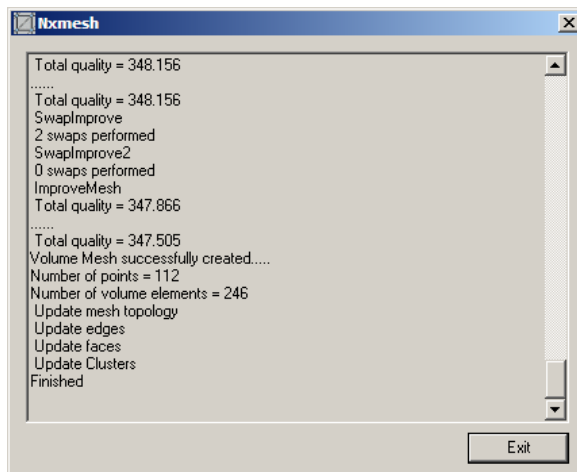 Nxmesh
Total quality = 348.156
......
Total quality = 348.156
SwapImprove
2 swaps performed
SwapImprove2
0 swaps performed
ImproveMesh
Total quality = 347.866
......
Total quality = 347.505
Volume Mesh successfully created.....
Number of points = 112
Number of volume elements = 246
Update mesh topology
Update edges
Update faces
Update Clusters
Finished
Exit